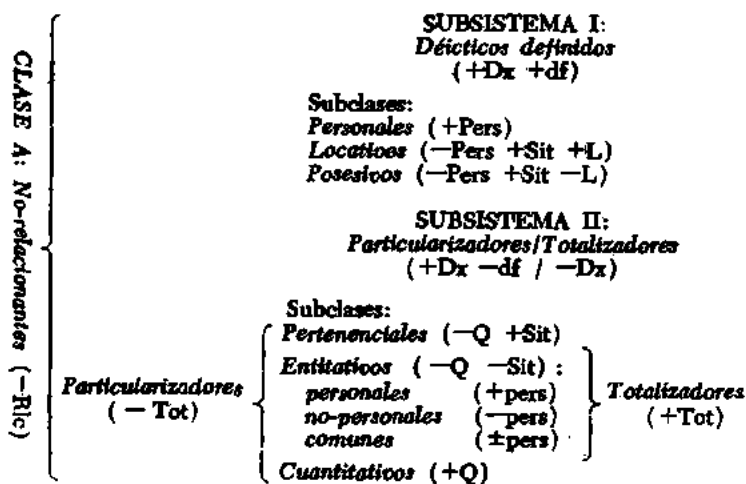 CLASE A: No-relacionantes (—Rlc)
SUBSISTEMA I:
Déicticos definidos
(+Dx +df)
Subclases:
Personales (+Pers)
Locativos (—Pers +Sit +L)
Posesivos (—Pers +Sit —L)
SUBSISTEMA II:
Particularizadores/Totalizadores
(+Dx —df / —Dx)
Subclases:
Pertenenciales (—Q +Sit)
Entitativos (—Q —Sit) :
personales (+pers)
no-personales (—pers)
comunes (±pers)
Cuantitativos (+Q)
Particularizadores
(— Tot)
Totalizadores
(+Tot)